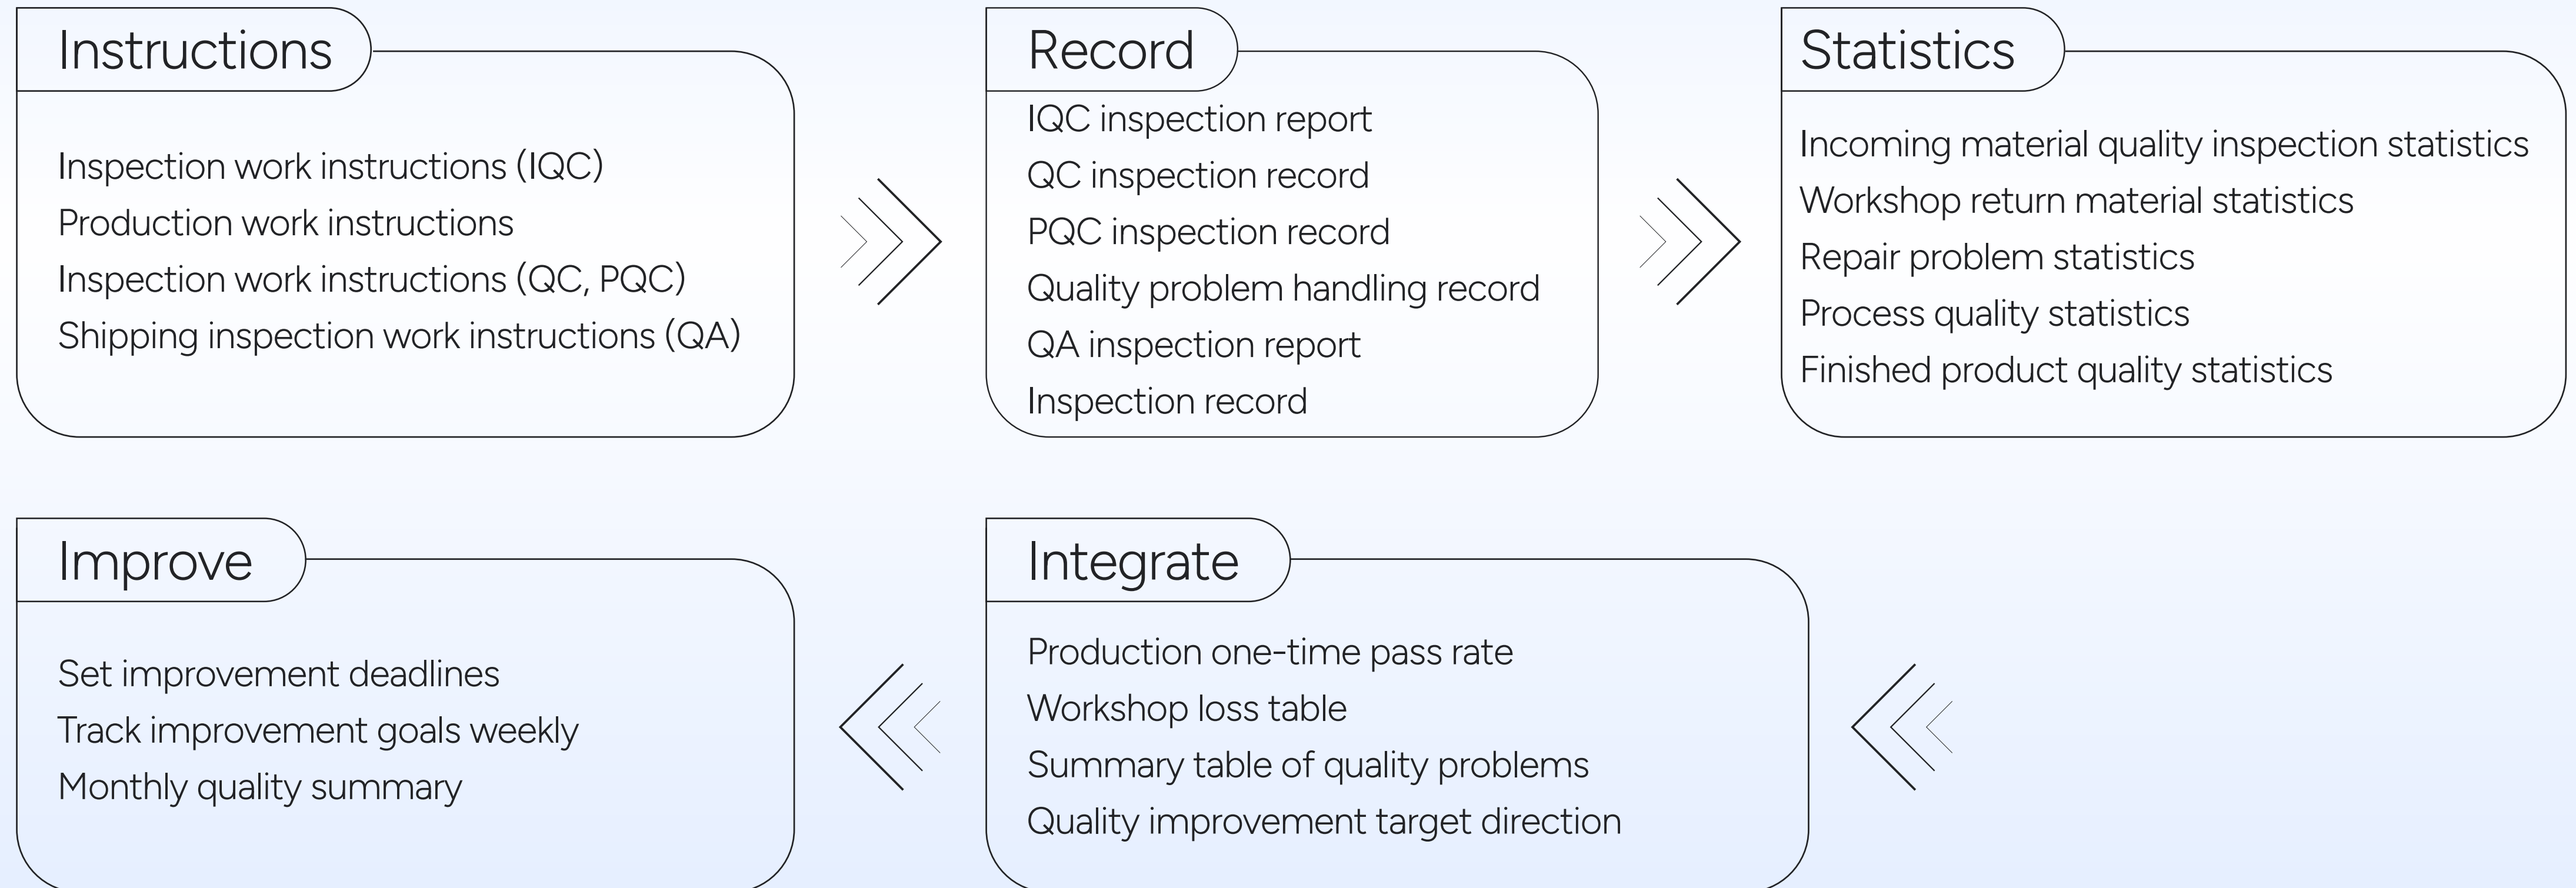 Instructions
Inspection work instructions (IQC)
Production work instructions
Inspection work instructions (QC, PQC)
Shipping inspection work instructions (QA)
Record
IQC inspection report
QC inspection record
PQC inspection record
Quality problem handling record
QA inspection report
Inspection record
Statistics
Incoming material quality inspection statistics
Workshop return material statistics
Repair problem statistics
Process quality statistics
Finished product quality statistics
Improve
Set improvement deadlines
Track improvement goals weekly
Monthly quality summary
Integrate
Production one-time pass rate
Workshop loss table
Summary table of quality problems
Quality improvement target direction